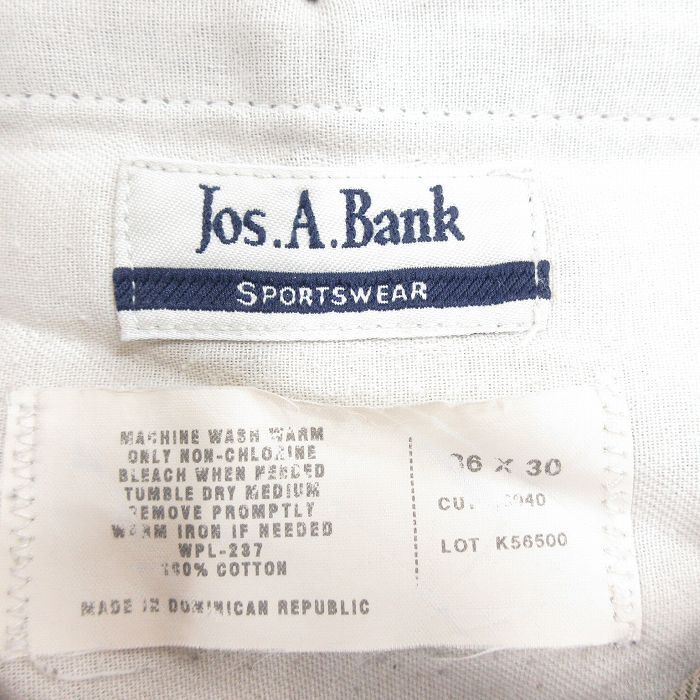 Jos. A. Bank
SPORTSWEAR
MACHINE WASH WARM
ONLY NON-CHLORINE
BLEACH WHEN NEEDED
TUMBLE DRY MEDIUM
REMOVE PROMPTLY
WARM IRON IF NEEDED
WPL-237
100% COTTON
MADE IN DOMINICAN REPUBLIC
X 30
LOT K56500